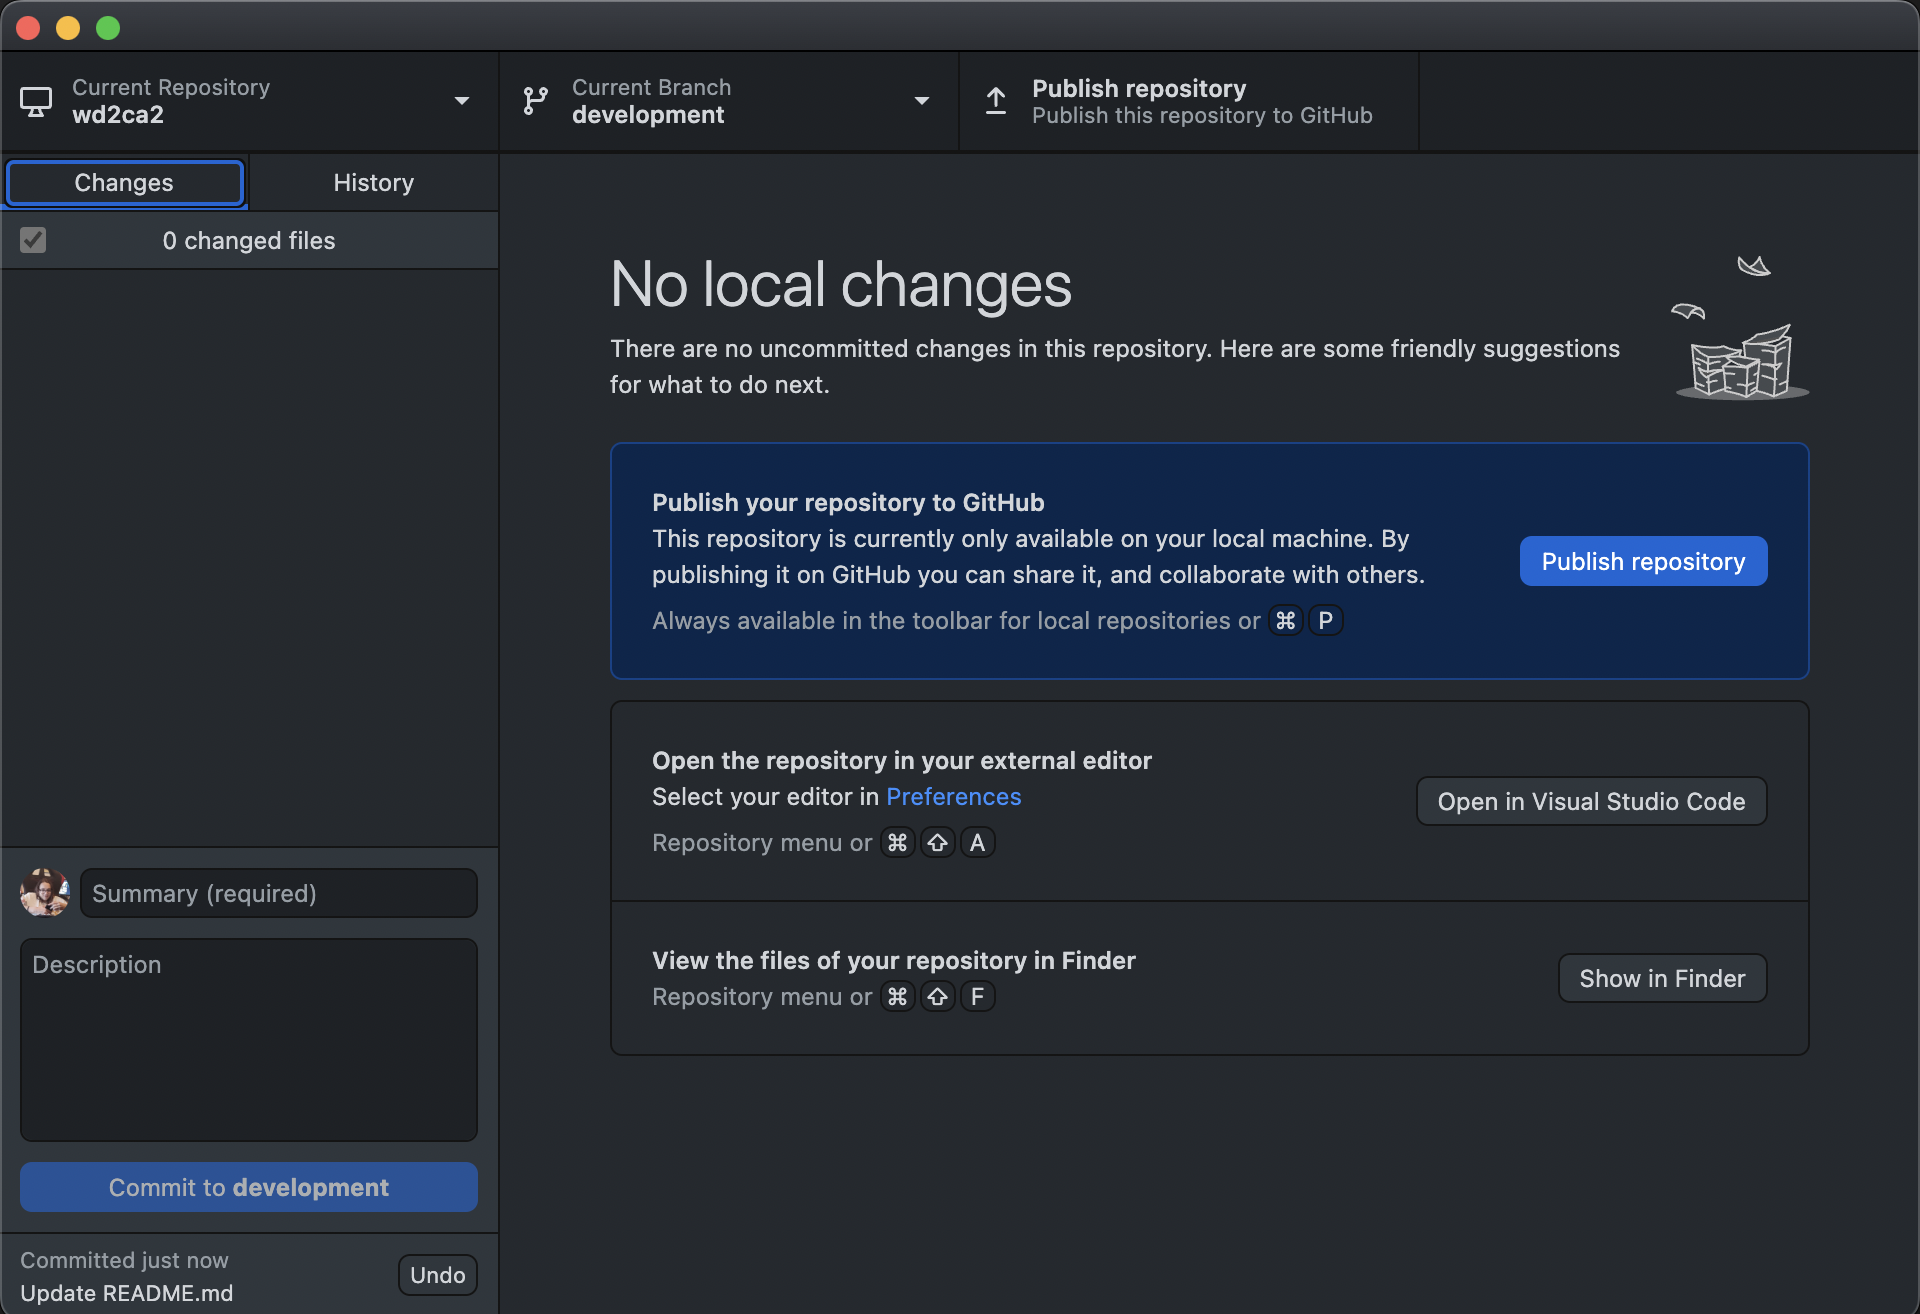 Current Repository
wd2ca2
Current Branch
development
Publish repository
Publish this repository to GitHub
Changes
History
0 changed files
No local changes
There are no uncommitted changes in this repository. Here are some friendly suggestions
for what to do next.
Publish your repository to GitHub
This repository is currently only available on your local machine. By
publishing it on GitHub you can share it, and collaborate with others.
Always available in the toolbar for local repositories or ⌘ P
Publish repository
Open the repository in your external editor
Select your editor in Preferences
Repository menu or ⌘ ⇧ A
Open in Visual Studio Code
View the files of your repository in Finder
Repository menu or ⌘ ⇧ F
Show in Finder
Summary (required)
Description
Commit to development
Committed just now
Update README.md
Undo